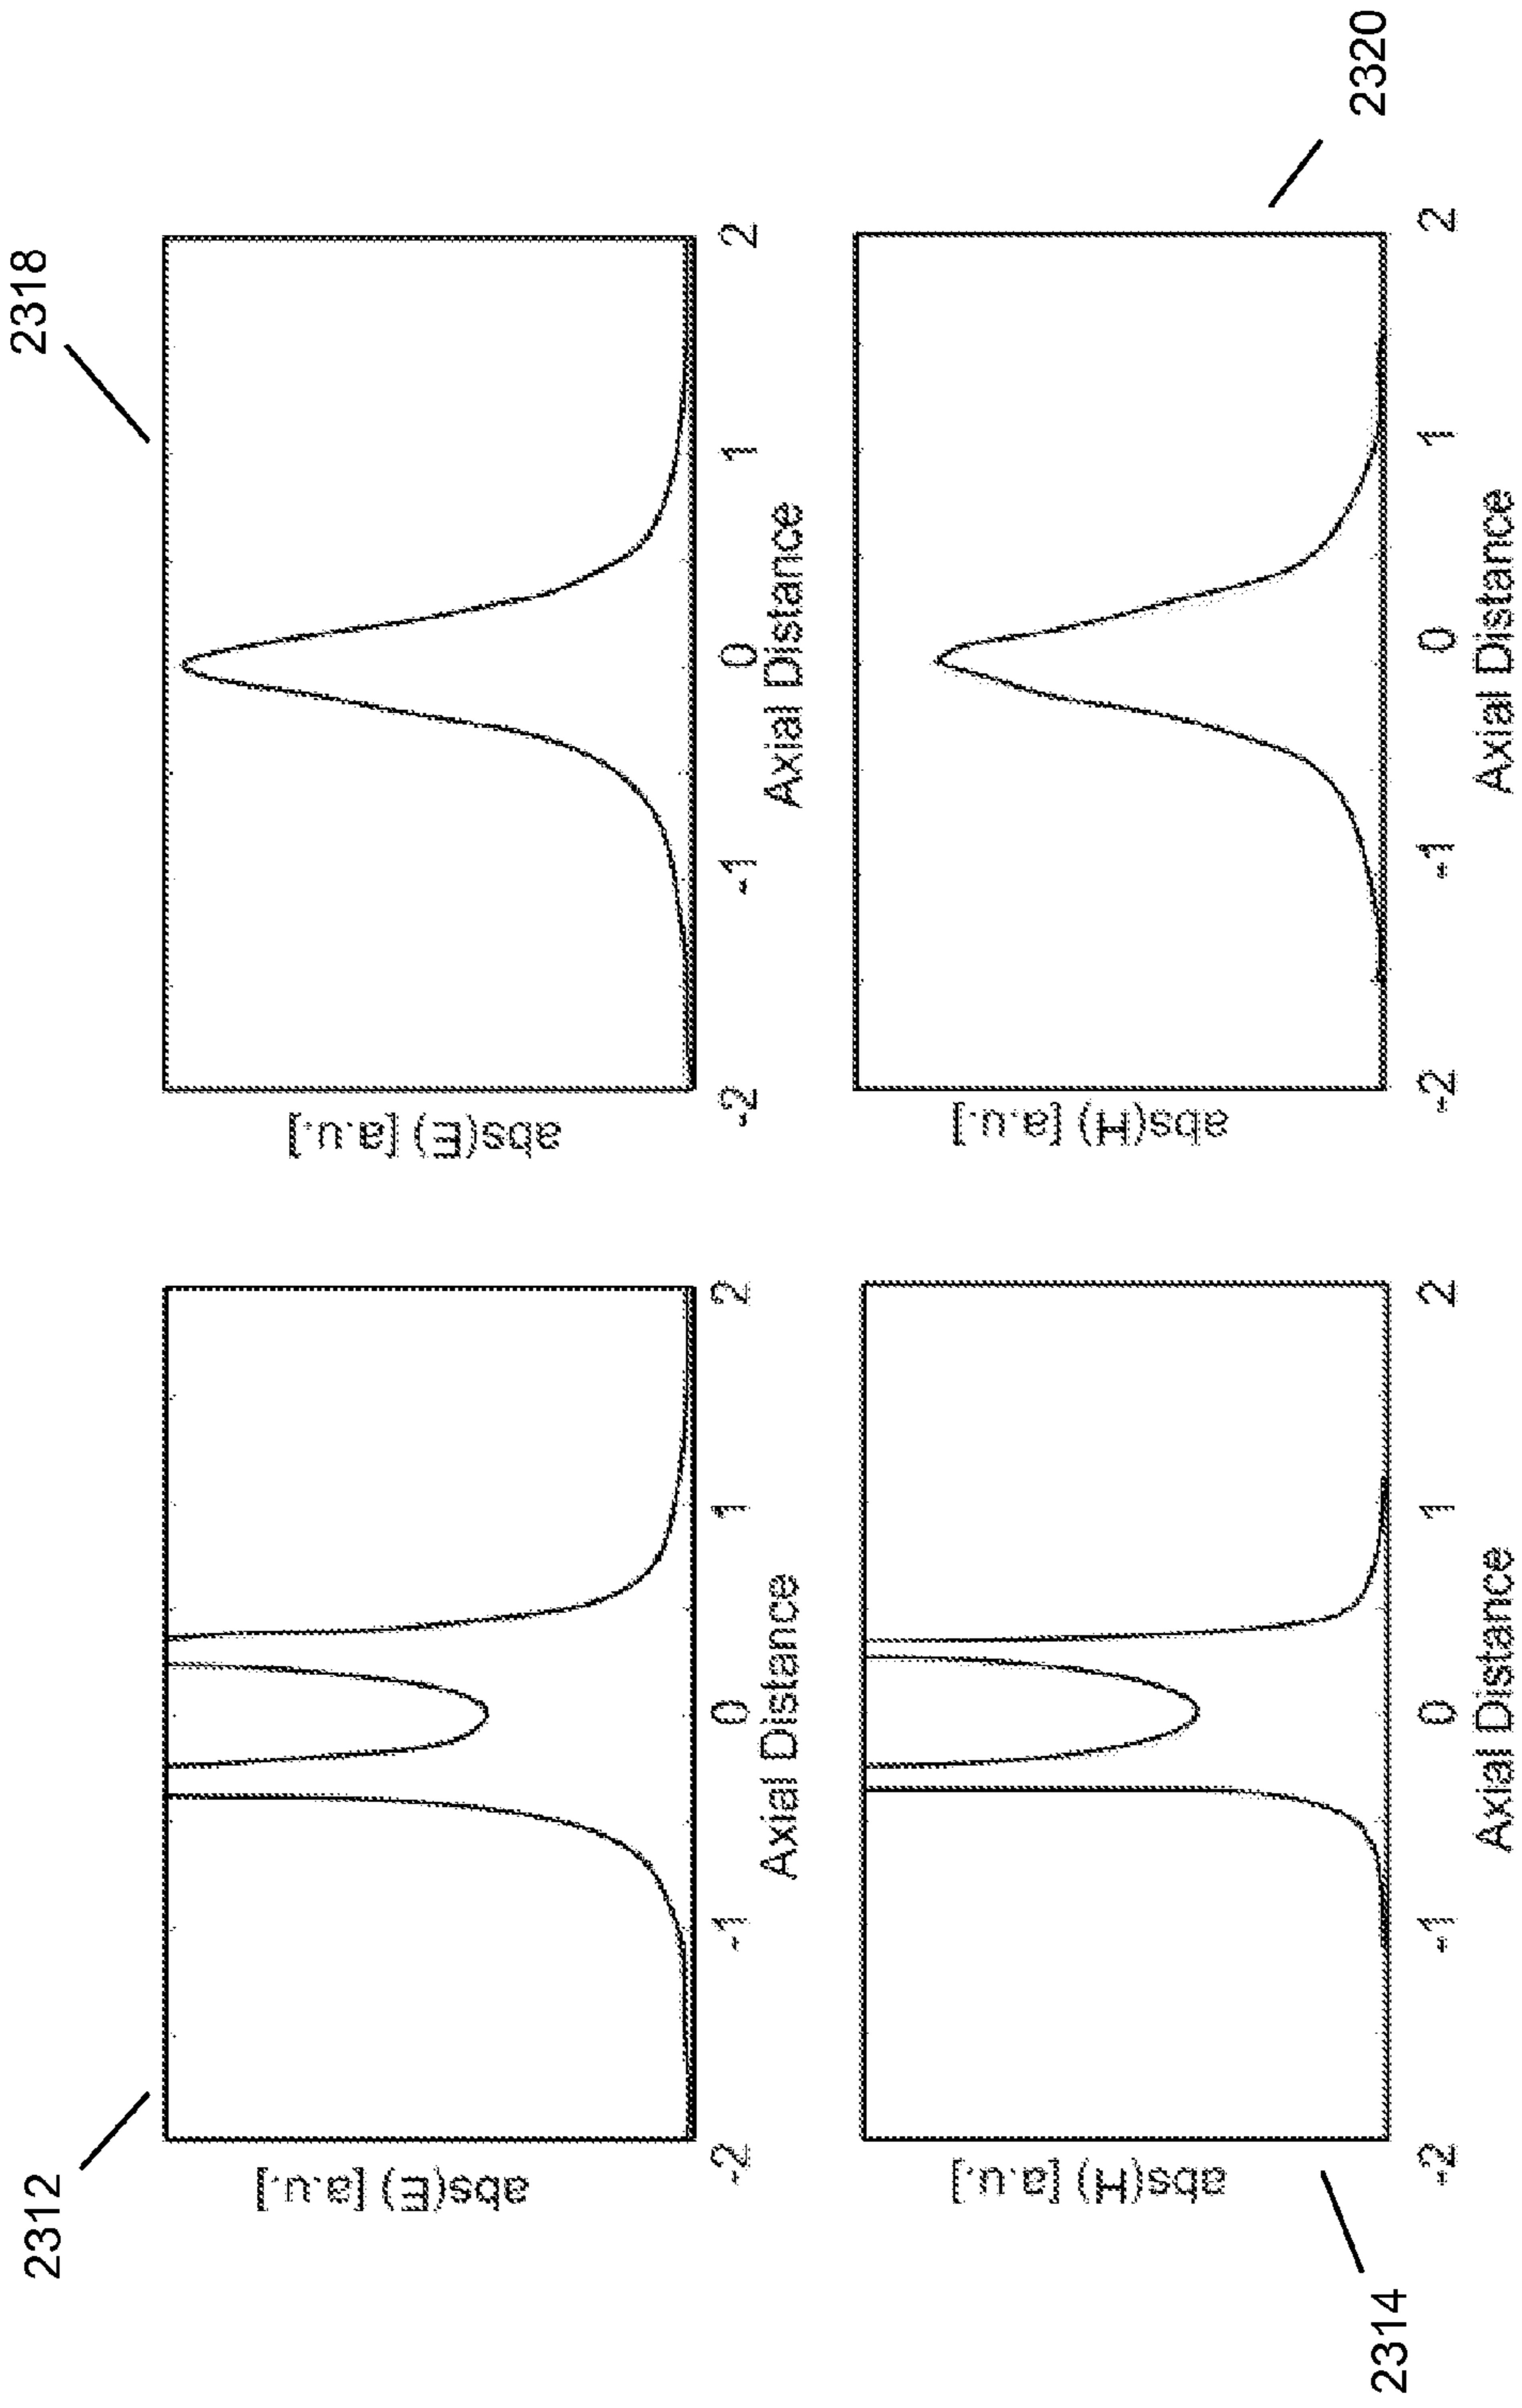 2312
abs(E) [a.u.]
-2 -1 0 1 2
Axial Distance
2318
abs(E) [a.u.]
-2 -1 0 1 2
Axial Distance
abs(H) [a.u.]
-2 -1 0 1 2
Axial Distance
2314
abs(H) [a.u.]
-2 -1 0 1 2
Axial Distance
2320